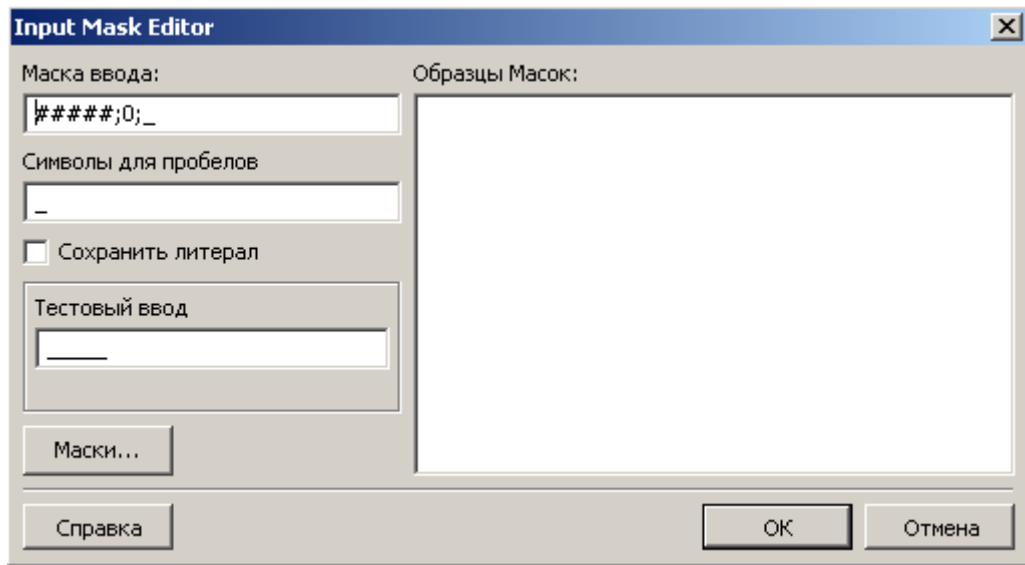 Input Mask Editor
Маска ввода:
#####;0;_
Символы для пробелов
_
Сохранить литерал
Тестовый ввод
_____
Маски...
Справка
Образцы Масок:
OK
Отмена